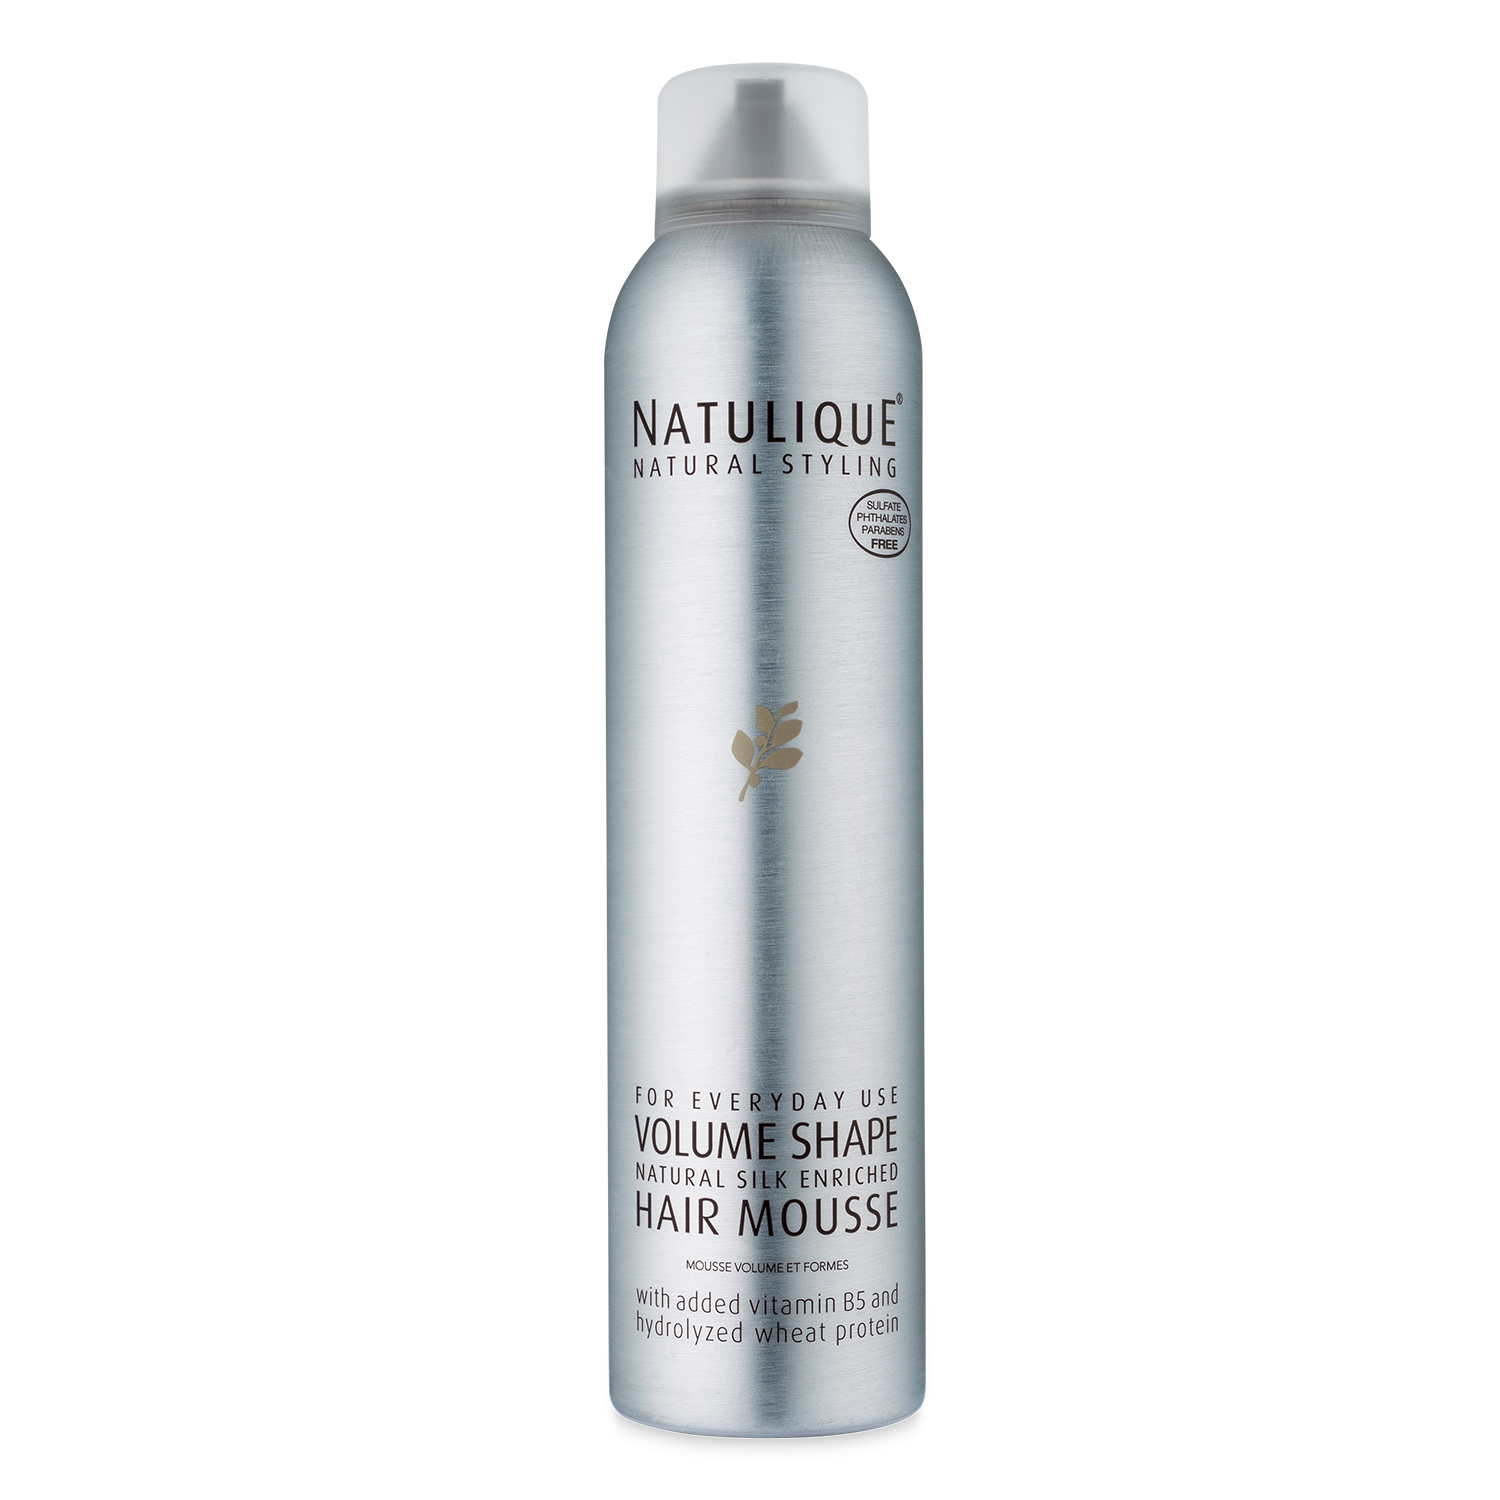 NATULIQUE®
NATURAL STYLING
SULFATE
PHTHALATES
PARABENS
FREE
FOR EVERYDAY USE
VOLUME SHAPE
NATURAL SILK ENRICHED
HAIR MOUSSE
MOUSSE VOLUME ET FORMES
with added vitamin B5 and
hydrolyzed wheat protein